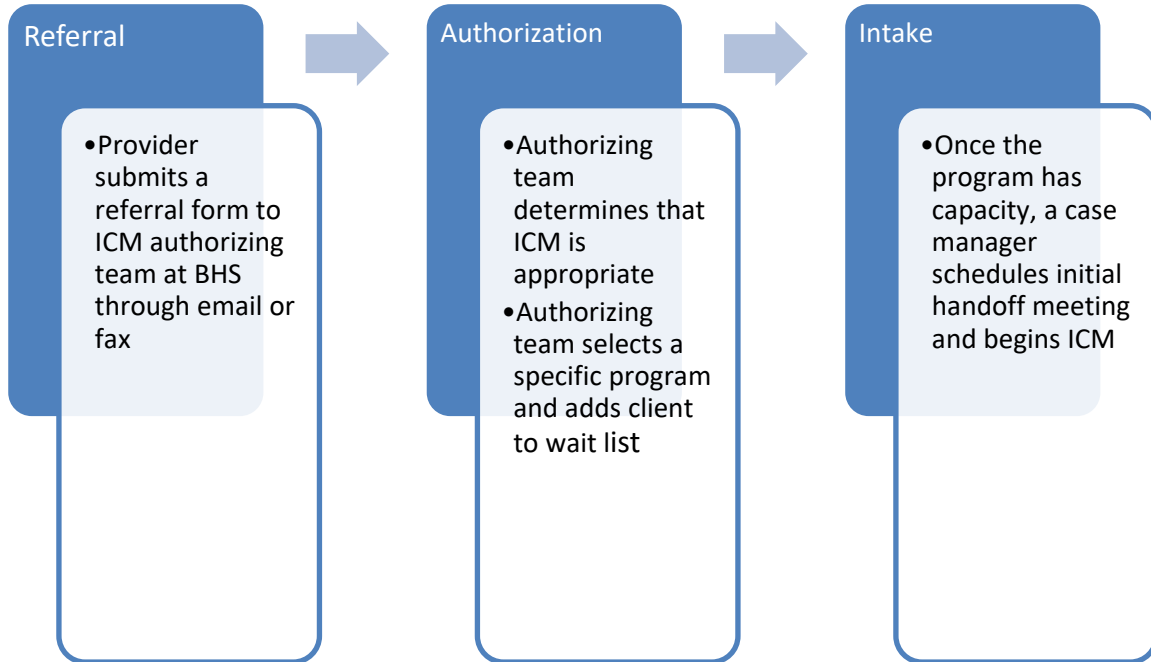 Referral
•Provider
submits a
referral form to
ICM authorizing
team at BHS
through email or
fax
Authorization
•Authorizing
team
determines that
ICM is
appropriate
•Authorizing
team selects a
specific program
and adds client
to wait list
Intake
•Once the
program has
capacity, a case
manager
schedules initial
handoff meeting
and begins ICM